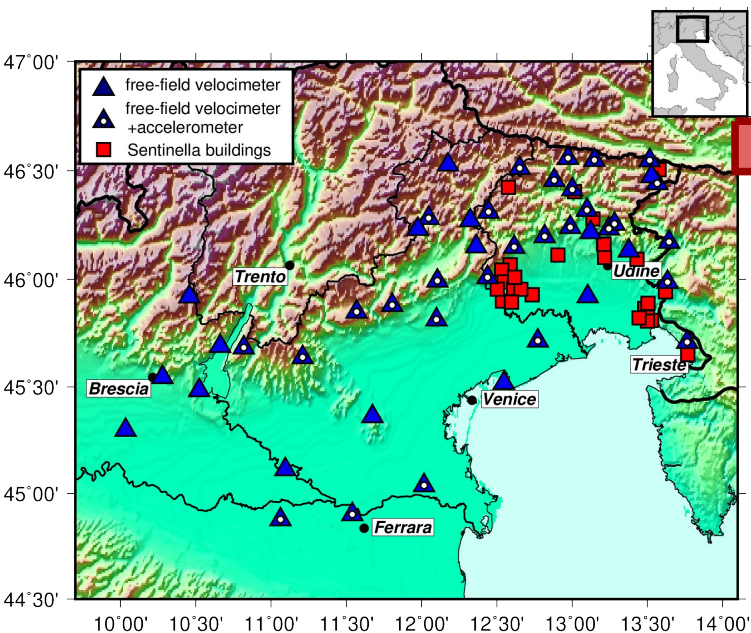 47˚00'
46˚30'
46˚00'
45˚30'
45˚00'
44˚30'
free-field velocimeter
free-field velocimeter
+accelerometer
Sentinella buildings
Trento
Udine
Trieste
Brescia
Venice
Ferrara
10˚00' 10˚30' 11˚00' 11˚30' 12˚00' 12˚30' 13˚00' 13˚30' 14˚00'